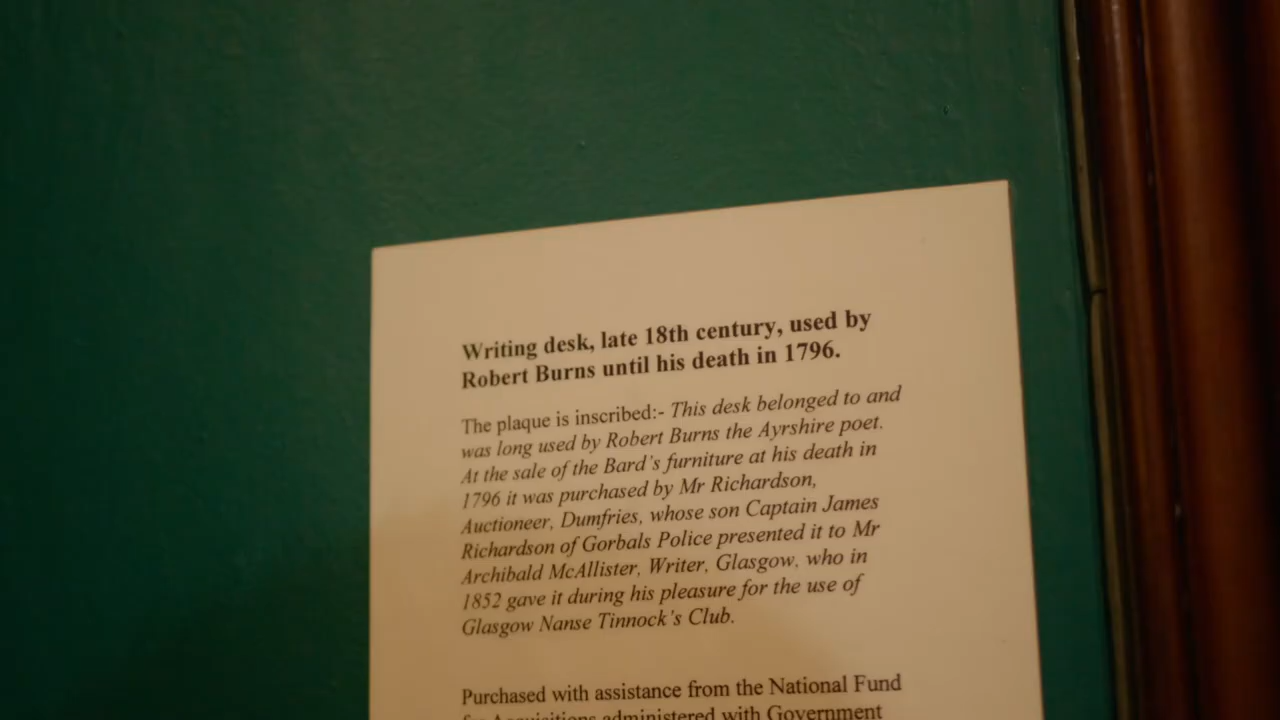 Writing desk, late 18th century, used by
Robert Burns until his death in 1796.
The plaque is inscribed:- This desk belonged to and
was long used by Robert Burns the Ayrshire poet.
At the sale of the Bard's furniture at his death in
1796 it was purchased by Mr Richardson,
Auctioneer, Dumfries, whose son Captain James
Richardson of Gorbals Police presented it to Mr
Archibald McAllister, Writer, Glasgow, who in
1852 gave it during his pleasure for the use of
Glasgow Nanse Tinnock's Club.
Purchased with assistance from the National Fund
for Acquisitions administered with Government